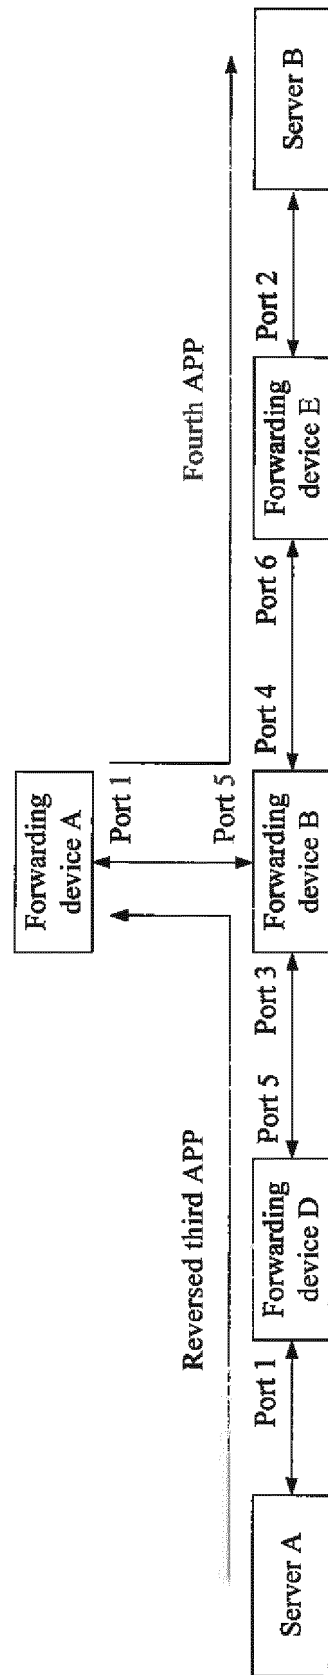 Forwarding
device A
Port 1
Port 5
Reversed third APP
Fourth APP
Server A
Port 1
Forwarding
device D
Port 5
Port 3
Forwarding
device B
Port 4
Port 6
Forwarding
device E
Port 2
Server B